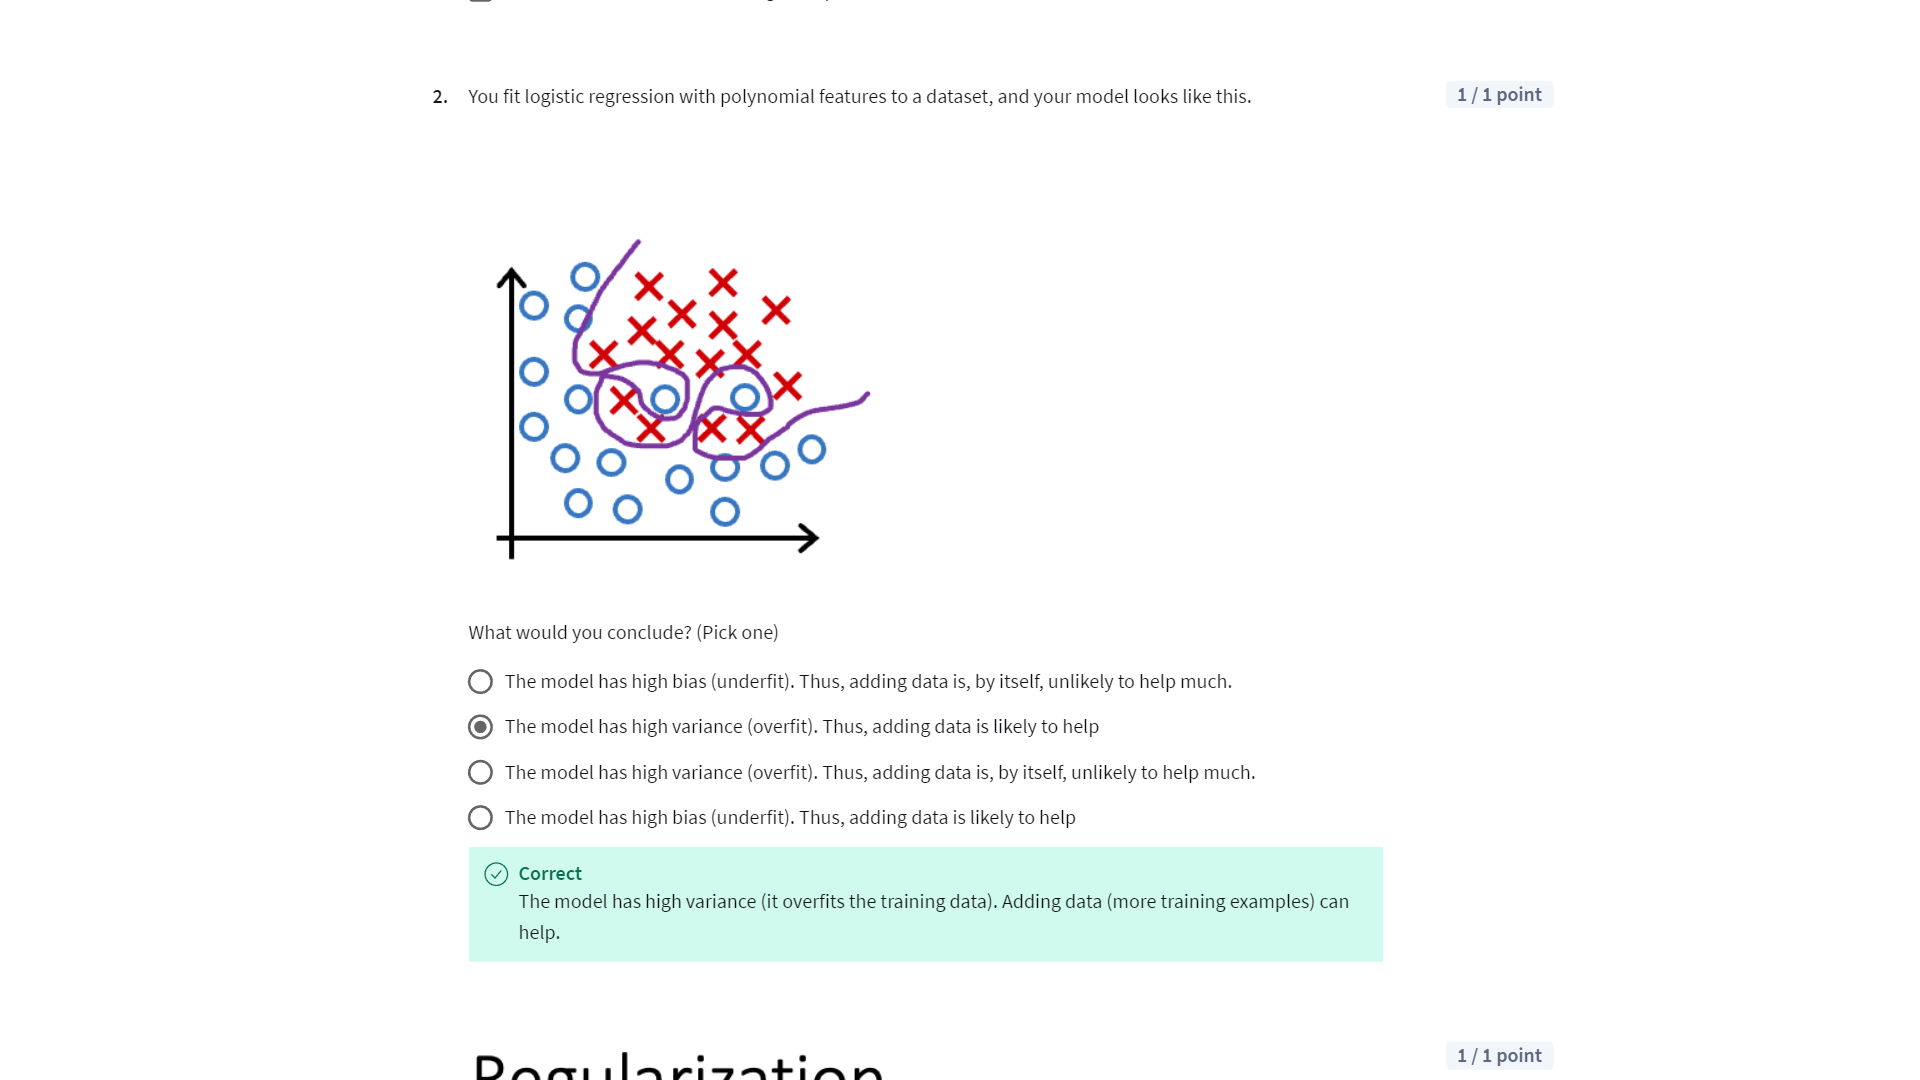 2. You fit logistic regression with polynomial features to a dataset, and your model looks like this.
1 / 1 point
What would you conclude? (Pick one)
The model has high bias (underfit). Thus, adding data is, by itself, unlikely to help much.
The model has high variance (overfit). Thus, adding data is likely to help
The model has high variance (overfit). Thus, adding data is, by itself, unlikely to help much.
The model has high bias (underfit). Thus, adding data is likely to help
Correct
The model has high variance (it overfits the training data). Adding data (more training examples) can
help.
1 / 1 point
Regularization